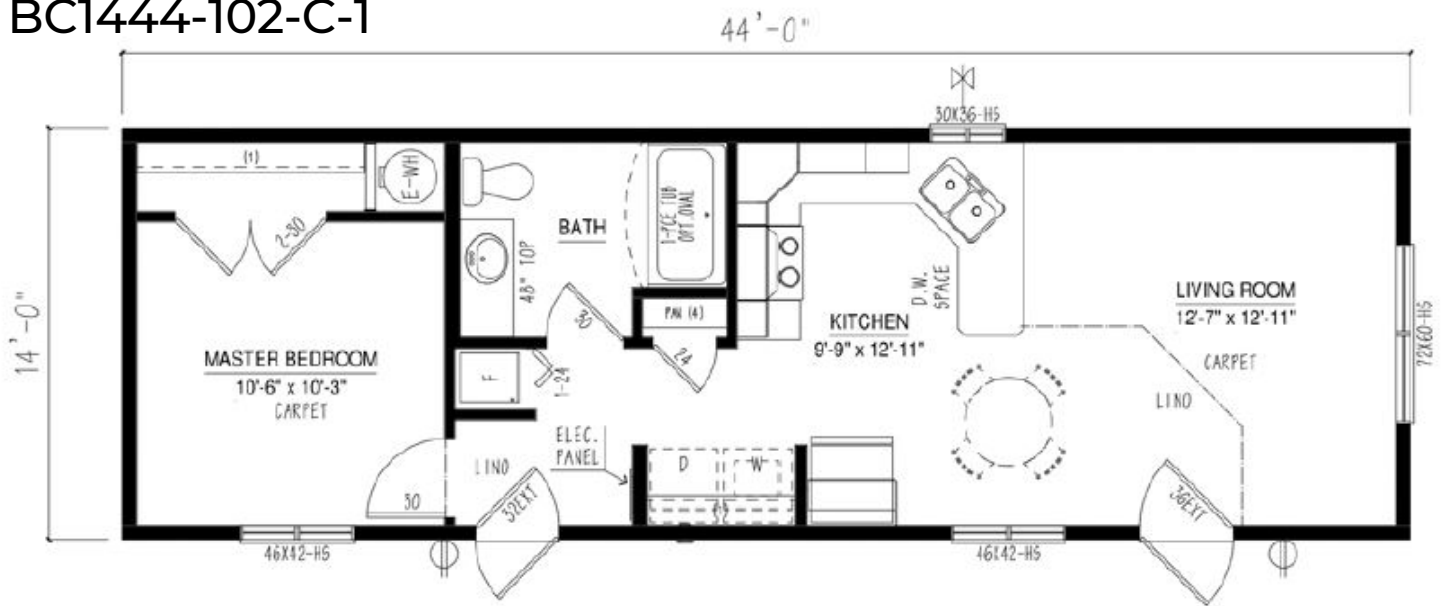 BC1444-102-C-1
44'-0"
30X36-HS
(1)
E-WH
2-30
BATH
1-PCE TUB
OPT.OVAL
48" TOP
30
PAN (4)
24
D.W.
SPACE
KITCHEN
9'-9" x 12'-11"
LIVING ROOM
12'-7" x 12'-11"
CARPET
LINO
72X60-HS
14'-0"
MASTER BEDROOM
10'-6" x 10'-3"
CARPET
F
1-24
ELEC.
PANEL
LINO
30
32EXT
D
W
36EXT
46X42-HS
46X42-HS